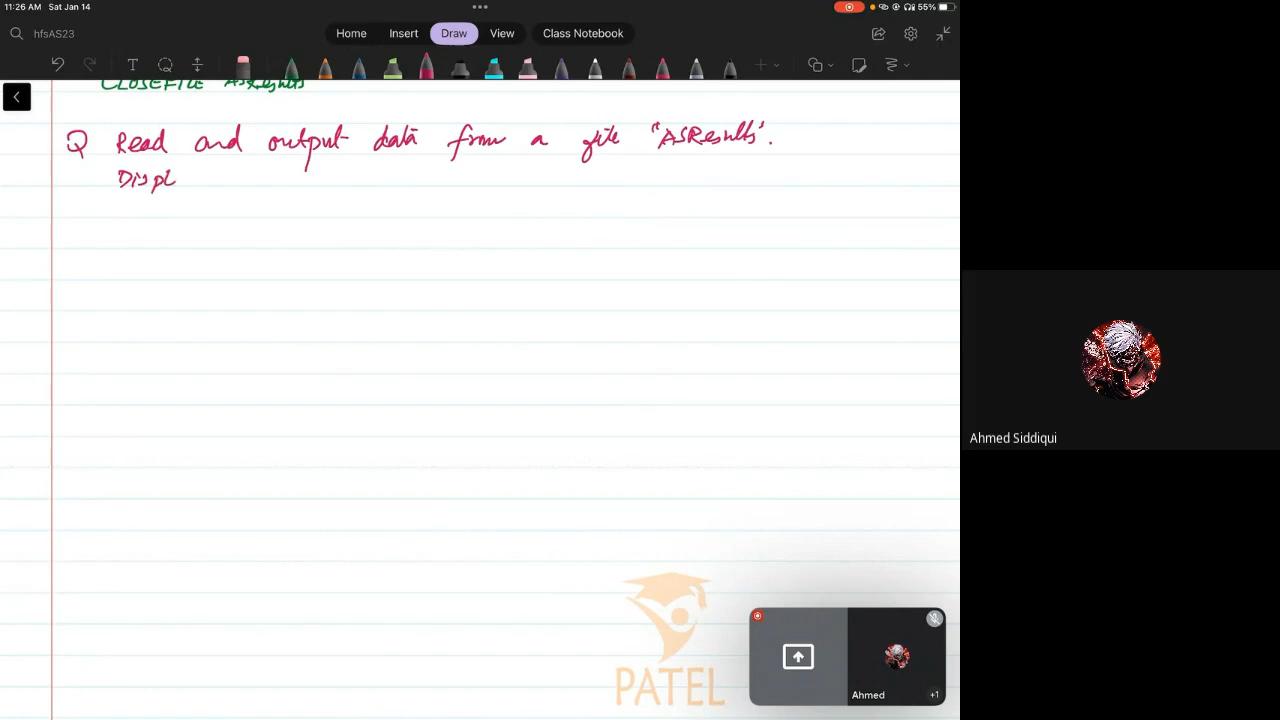 11:26 AM Sat Jan 14
55%
hfsAS23
Home Insert Draw View Class Notebook
CLOSEFILE ASResults
Q Read and output data from a file "ASResults".
Displ
Ahmed Siddiqui
PATEL
Ahmed +1